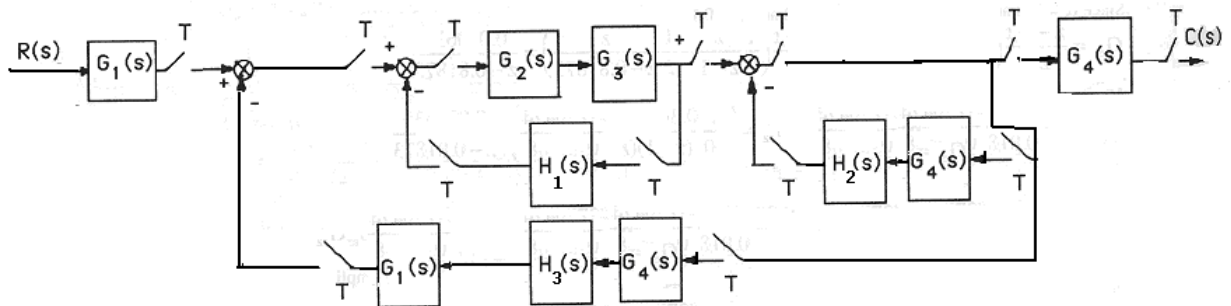 R(s)
G1(s)
T
+
-
T
+
-
T
G2(s)
G3(s)
+
T
-
T
T
G4(s)
T
C(s)
T
H1(s)
T
T
H2(s)
G4(s)
T
T
G1(s)
H3(s)
G4(s)
T